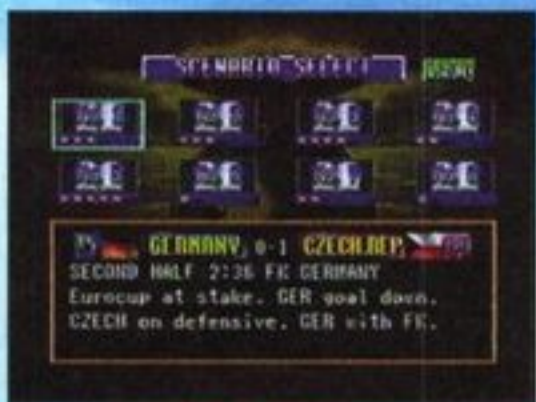 SCENARIO SELECT
GERMANY 0-1 CZECH.REP.
SECOND HALF 2:36 FK GERMANY
Eurocup at stake. GER goal down.
CZECH on defensive. GER with FK.